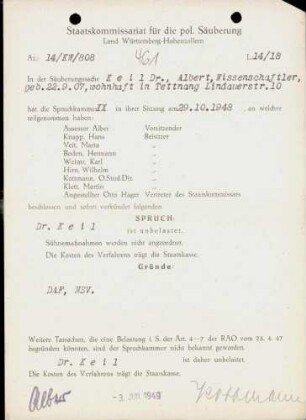 Staatskommissariat für die pol. Säuberung
Land Württemberg-Hohenzollern
Az.: 14/KW/808
L 14/18
In der Säuberungssache Keil Dr., Albert, Wissenschaftler,
geb. 22.9.07, wohnhaft in Tettnang Lindauerstr.10
hat die Spruchkammer XX in ihrer Sitzung am 29.10.1948, an welcher
teilgenommen haben:
Assessor Alber Vorsitzender
Knapp, Hans Beisitzer
Veit, Maria "
Boden, Hermann "
Weiner, Karl "
Hirn, Wilhelm "
Kottmann, O.Stud.Dir. "
Klett, Martin "
Angestellter Otto Hager Vertreter des Staatskommissars
beschlossen und sofort verkündet folgenden
SPRUCH:
Dr. Keil
ist unbelastet.
Sühnemaßnahmen werden nicht angeordnet.
Die Kosten des Verfahrens trägt die Staatskasse.
Gründe:
DAF, NSV.
Weitere Tatsachen, die eine Belastung i. S. der Art. 4–7 der RAO. vom 25. 4. 47
begründen könnten, sind der Spruchkammer nicht bekannt geworden.
Dr. Keil ist daher unbelastet.
Die Kosten des Verfahrens trägt die Staatskasse.
Alber
-3. JUN 1949
Kottmann